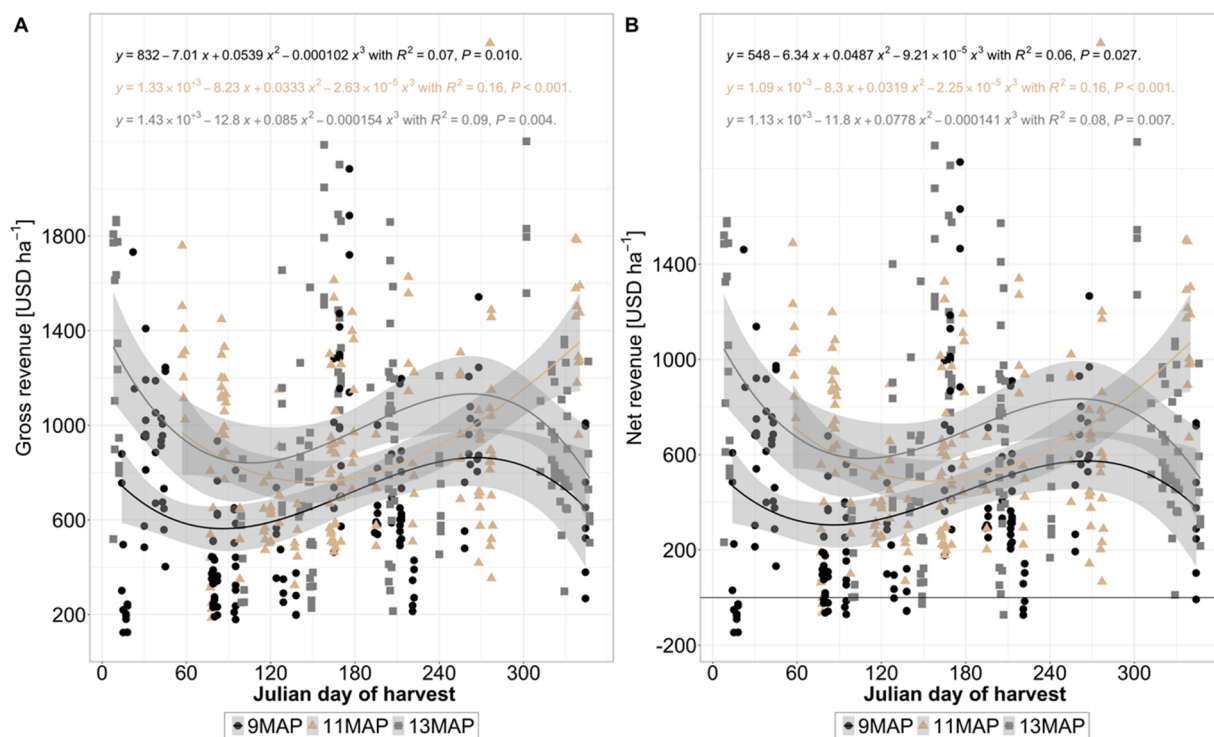 A
y = 832 − 7.01 x + 0.0539 x² − 0.000102 x³ with R² = 0.07, P = 0.010.
y = 1.33 × 10⁺³ − 8.23 x + 0.0333 x² − 2.63 × 10⁻⁵ x³ with R² = 0.16, P < 0.001.
y = 1.43 × 10⁺³ − 12.8 x + 0.085 x² − 0.000154 x³ with R² = 0.09, P = 0.004.
Gross revenue [USD ha⁻¹]
1800
1400
1000
600
200
0 60 120 180 240 300
Julian day of harvest
9MAP 11MAP 13MAP
B
y = 548 − 6.34 x + 0.0487 x² − 9.21 × 10⁻⁵ x³ with R² = 0.06, P = 0.027.
y = 1.09 × 10⁺³ − 8.3 x + 0.0319 x² − 2.25 × 10⁻⁵ x³ with R² = 0.16, P < 0.001.
y = 1.13 × 10⁺³ − 11.8 x + 0.0778 x² − 0.000141 x³ with R² = 0.08, P = 0.007.
Net revenue [USD ha⁻¹]
1400
1000
600
200
-200
0 60 120 180 240 300
Julian day of harvest
9MAP 11MAP 13MAP